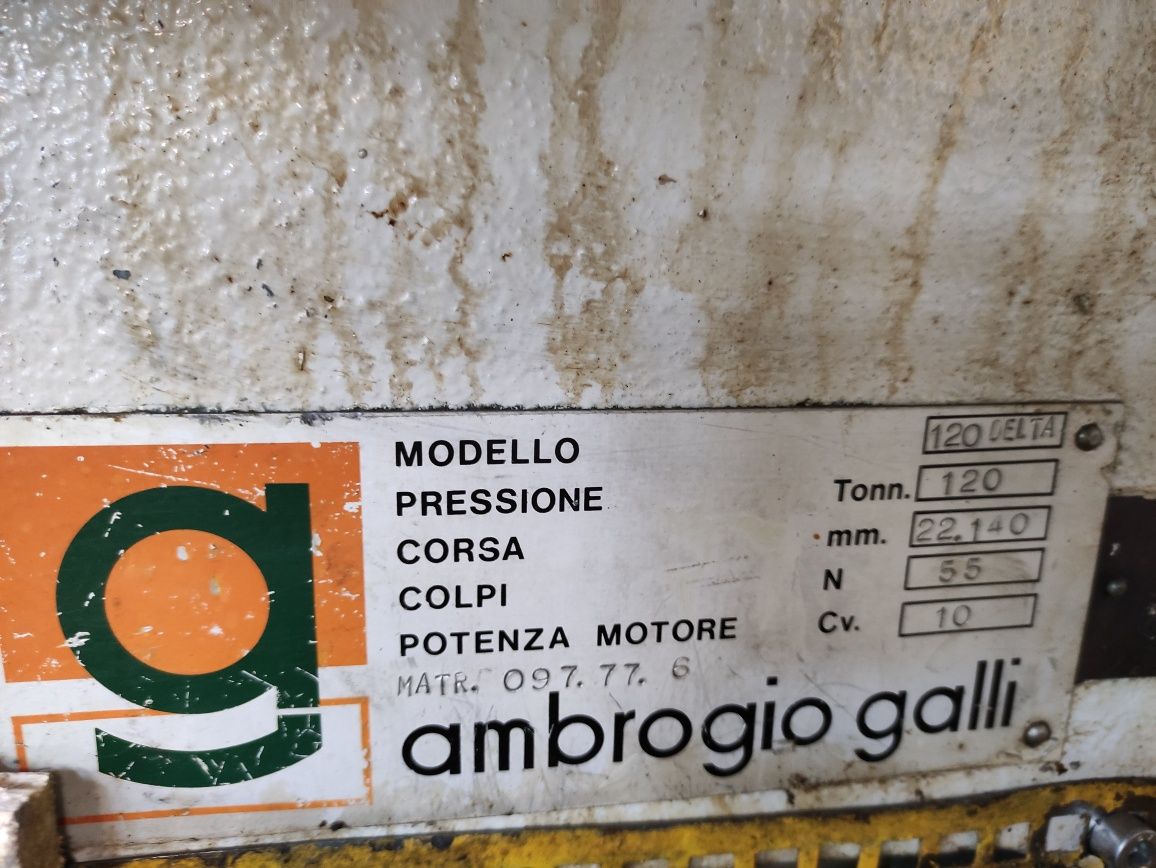 MODELLO 120 DELTA
PRESSIONE Tonn. 120
CORSA mm. 22.140
COLPI N 55
POTENZA MOTORE Cv. 10
MATR. 097.77.6
g
ambrogio galli